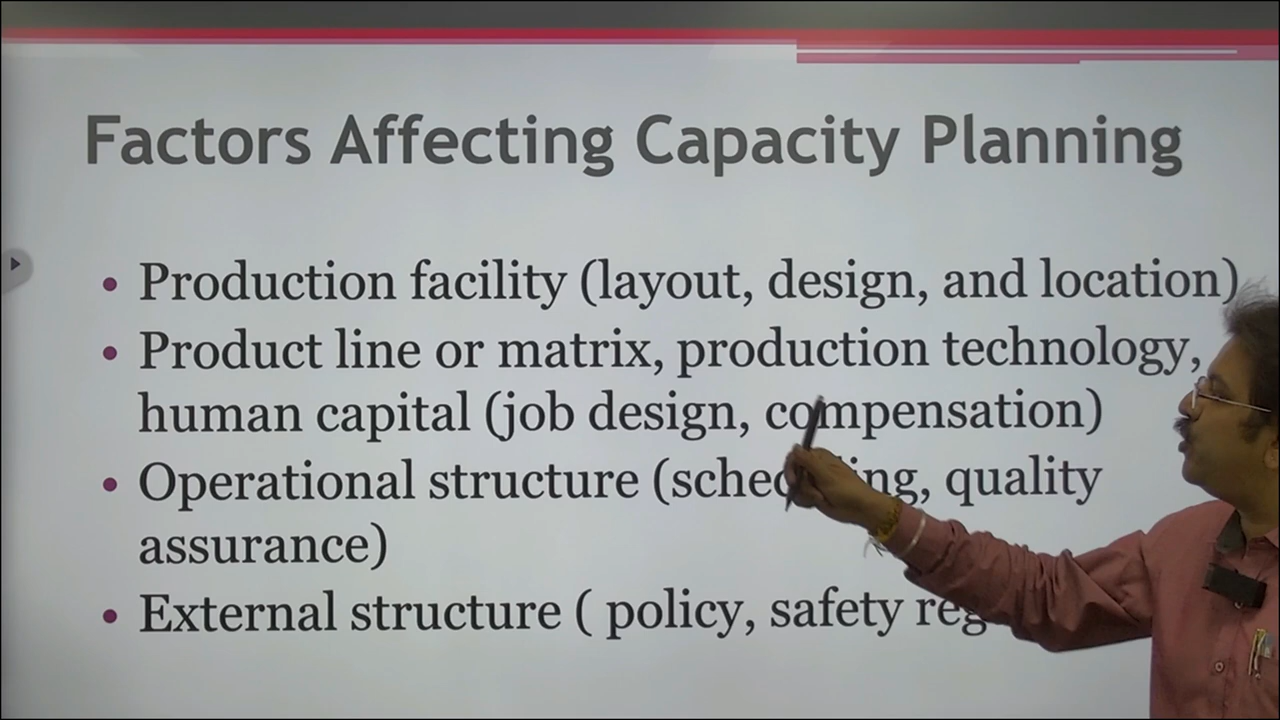 Factors Affecting Capacity Planning
• Production facility (layout, design, and location)
• Product line or matrix, production technology,
human capital (job design, compensation)
• Operational structure (scheduling, quality
assurance)
• External structure ( policy, safety